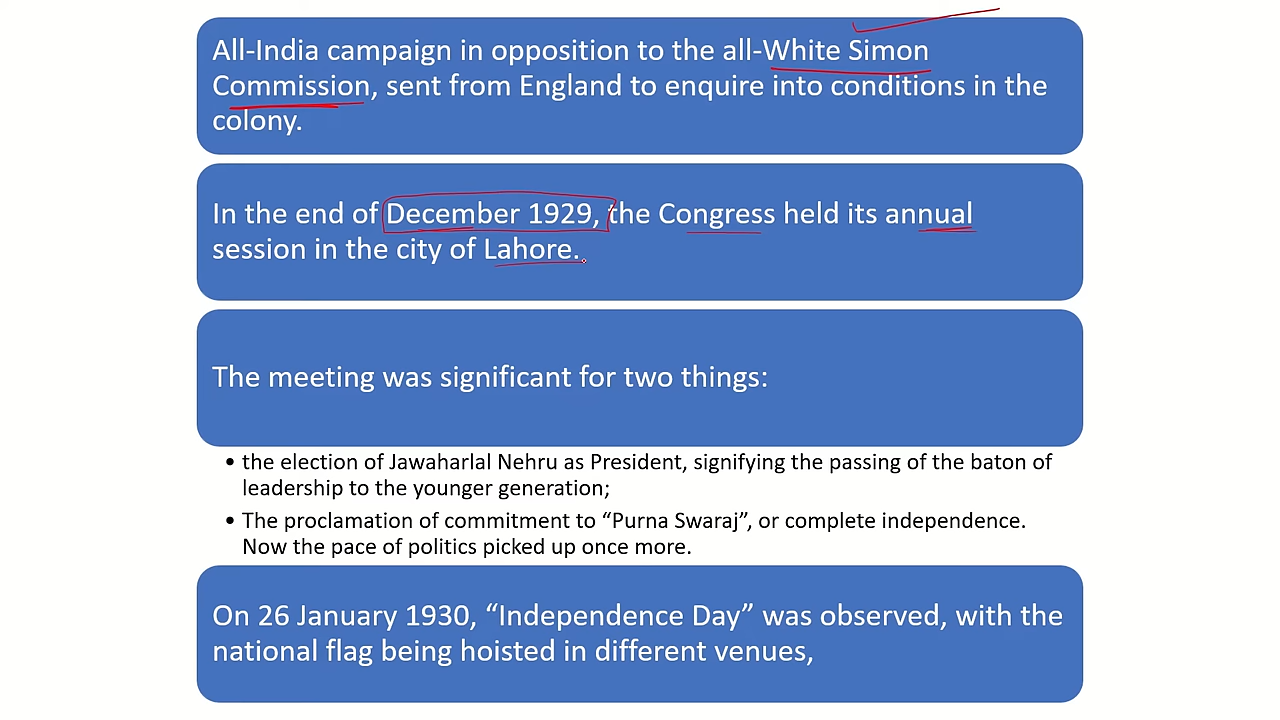 All-India campaign in opposition to the all-White Simon
Commission, sent from England to enquire into conditions in the
colony.
In the end of December 1929, the Congress held its annual
session in the city of Lahore.
The meeting was significant for two things:
• the election of Jawaharlal Nehru as President, signifying the passing of the baton of
leadership to the younger generation;
• The proclamation of commitment to “Purna Swaraj”, or complete independence.
Now the pace of politics picked up once more.
On 26 January 1930, “Independence Day” was observed, with the
national flag being hoisted in different venues,